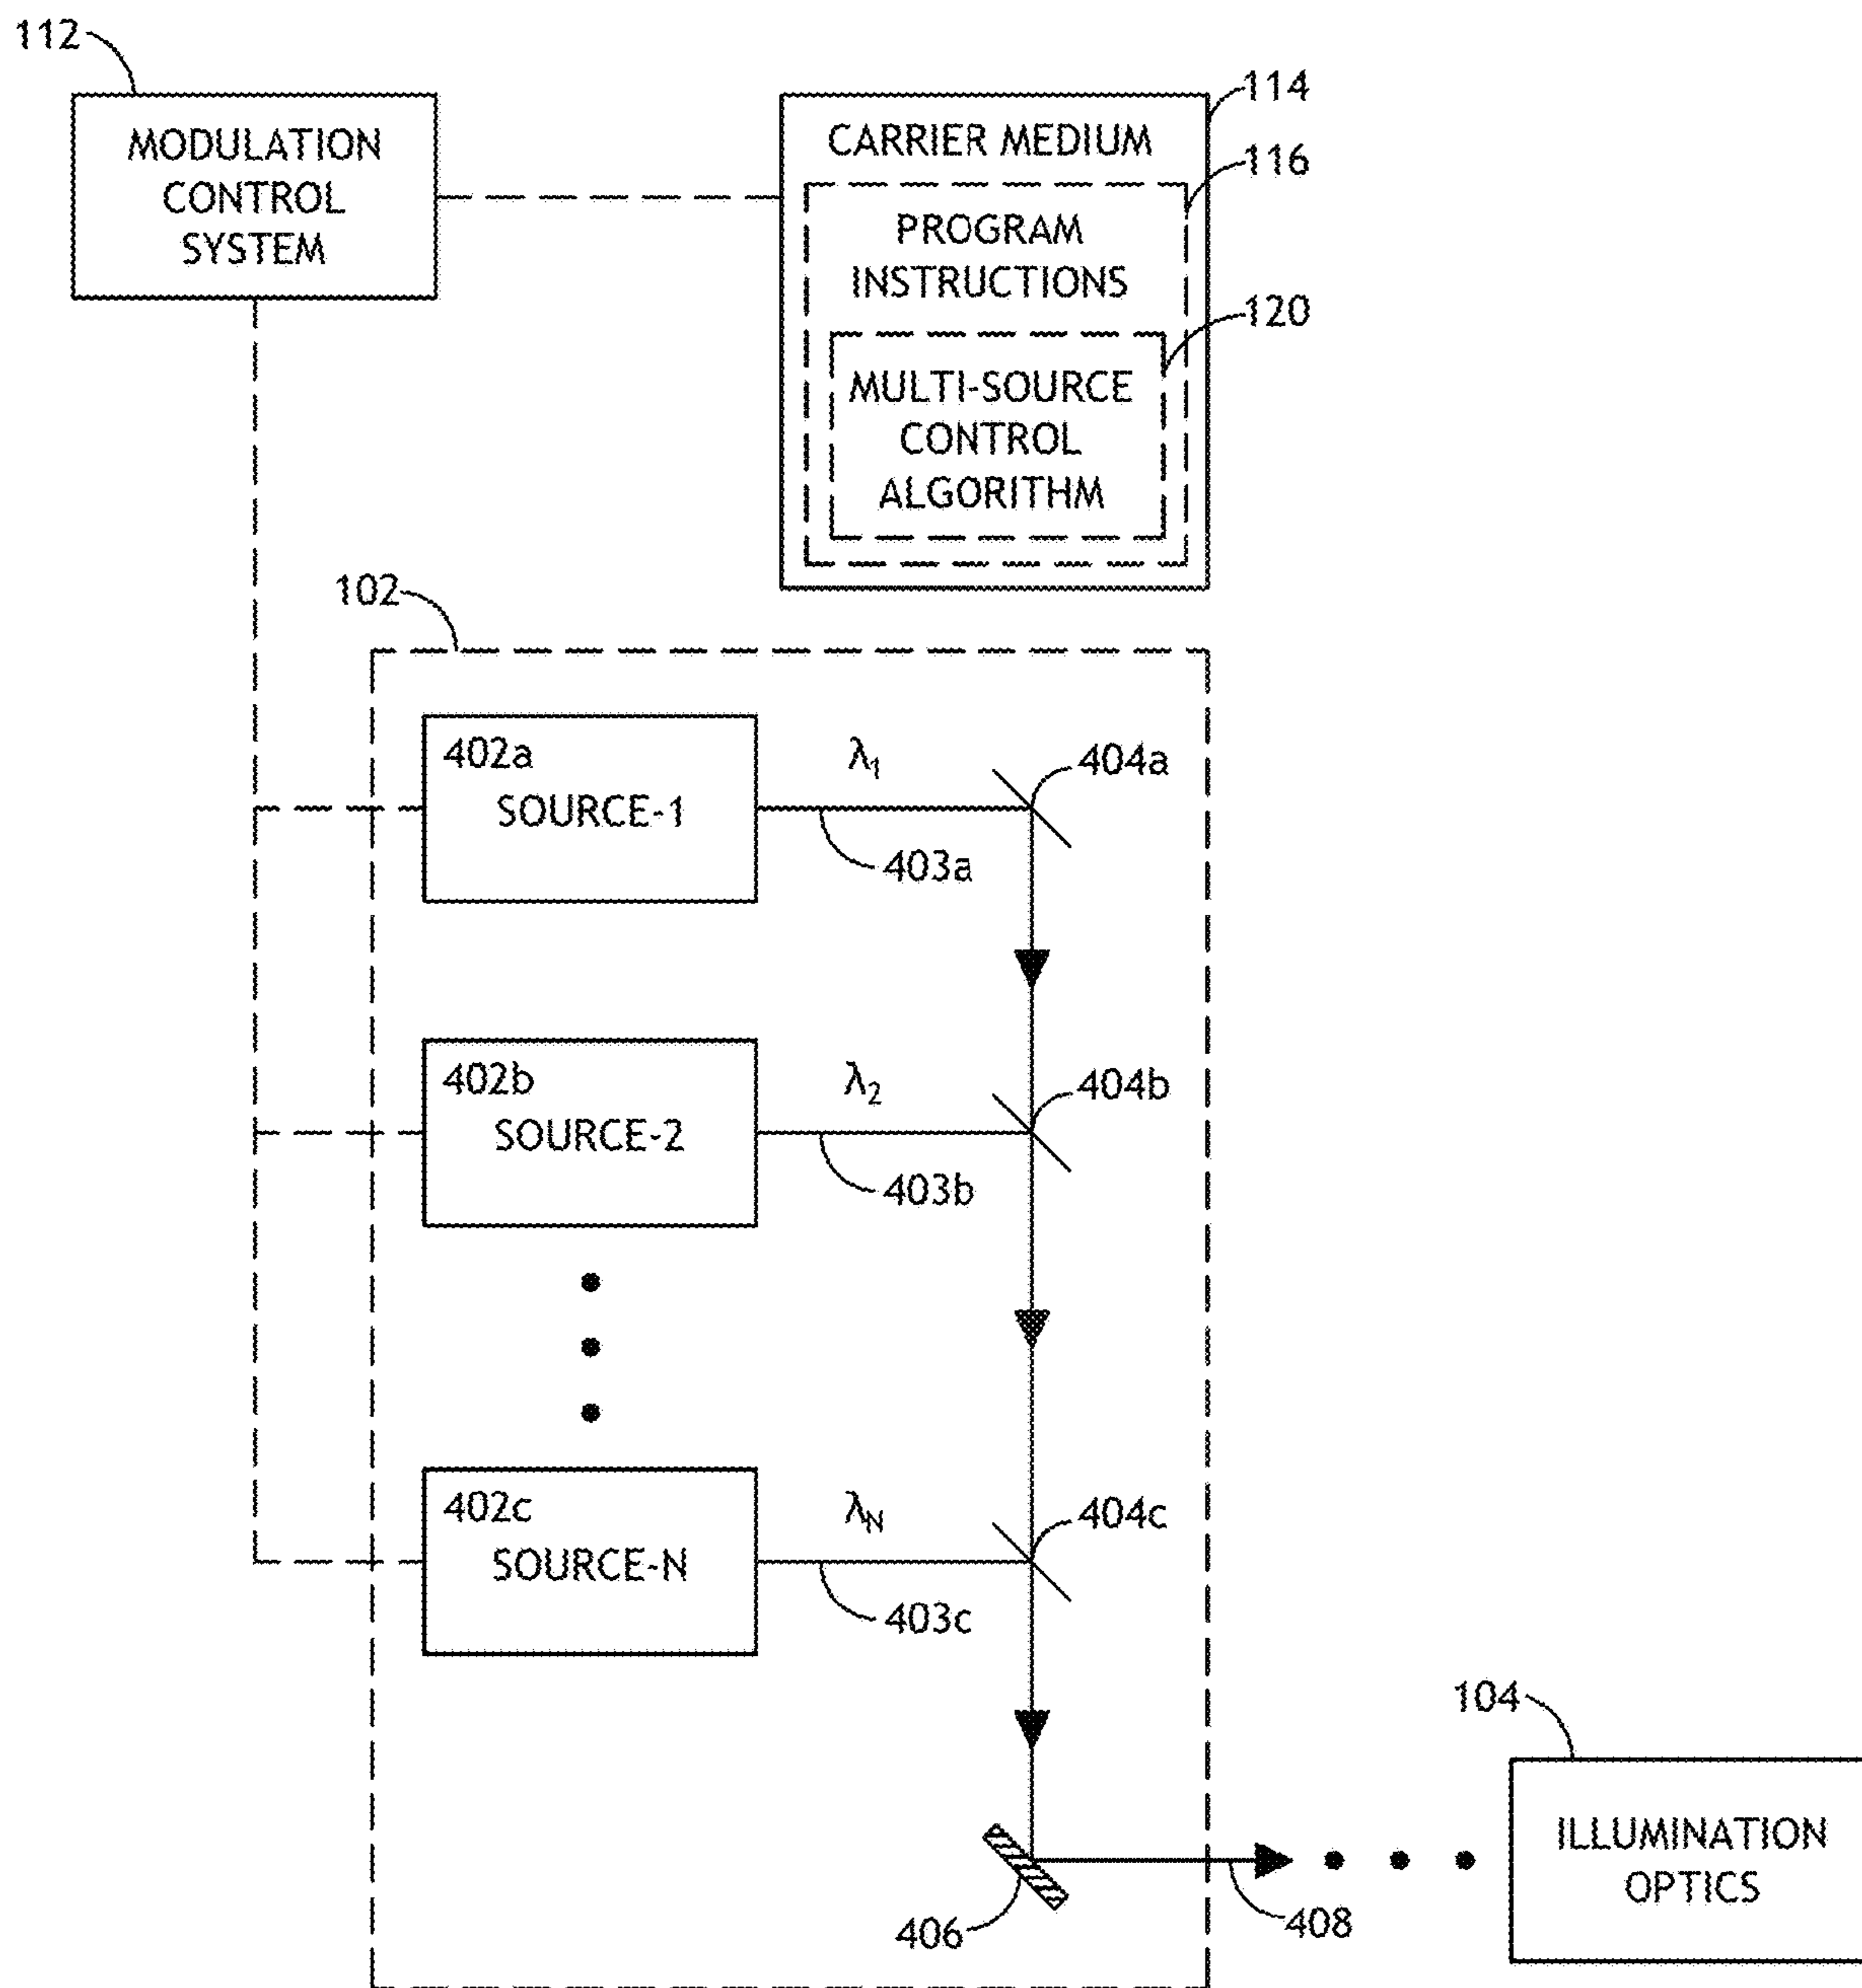 112
MODULATION
CONTROL
SYSTEM
114
CARRIER MEDIUM
116
PROGRAM
INSTRUCTIONS
120
MULTI-SOURCE
CONTROL
ALGORITHM
102
402a
SOURCE-1
λ1
404a
403a
402b
SOURCE-2
λ2
404b
403b
402c
SOURCE-N
λN
404c
403c
104
ILLUMINATION
OPTICS
406
408